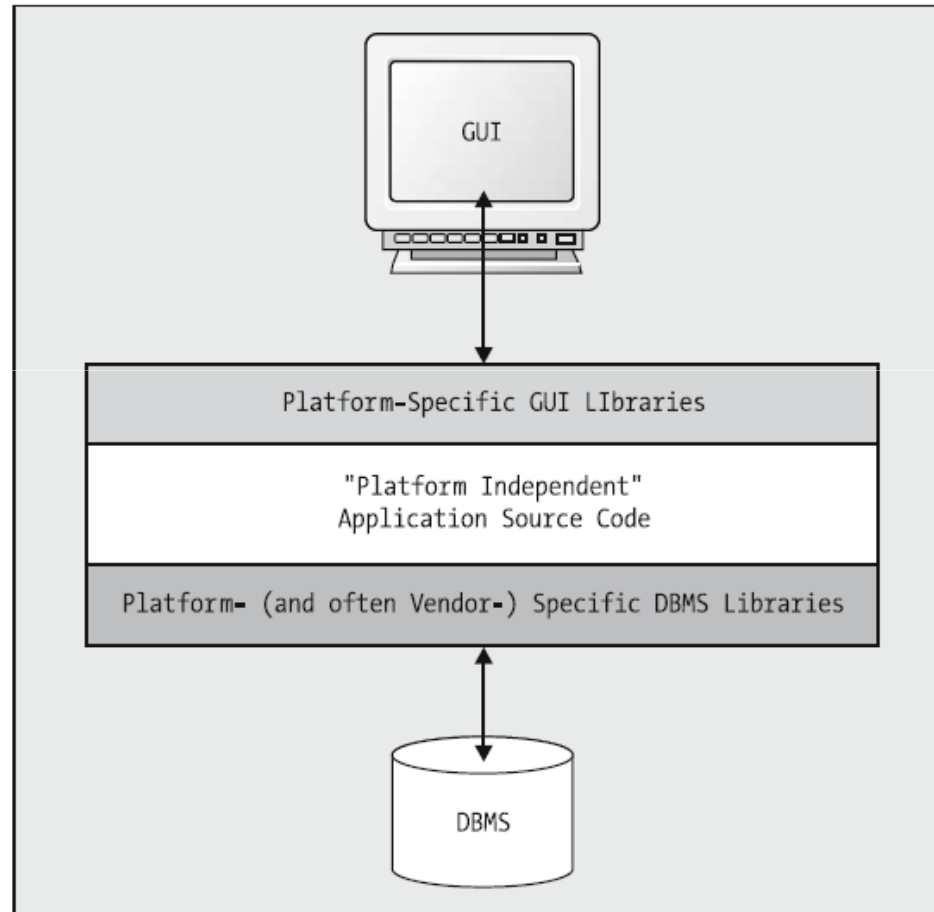 GUI
Platform-Specific GUI LIbraries
"Platform Independent"
Application Source Code
Platform- (and often Vendor-) Specific DBMS Libraries
DBMS